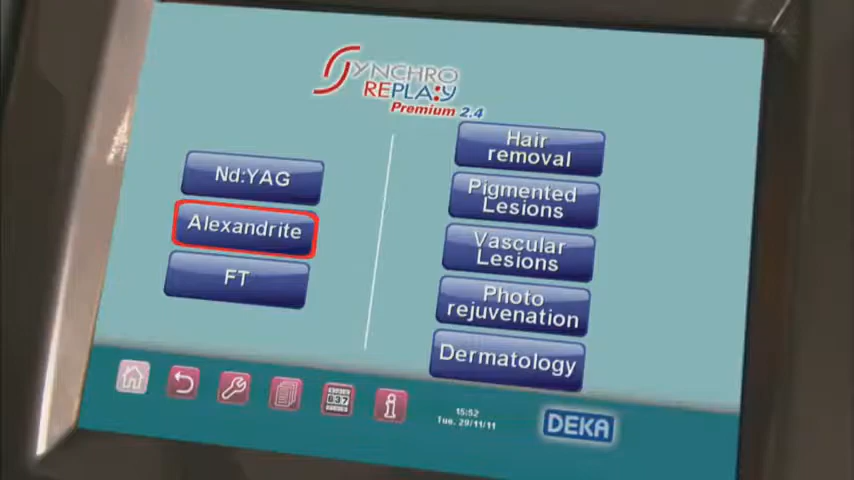 SYNCHRO
REPLA:Y
Premium 2.4
Nd:YAG
Alexandrite
FT
Hair
removal
Pigmented
Lesions
Vascular
Lesions
Photo
rejuvenation
Dermatology
637
i
15:52
Tue. 29/11/11
DEKA